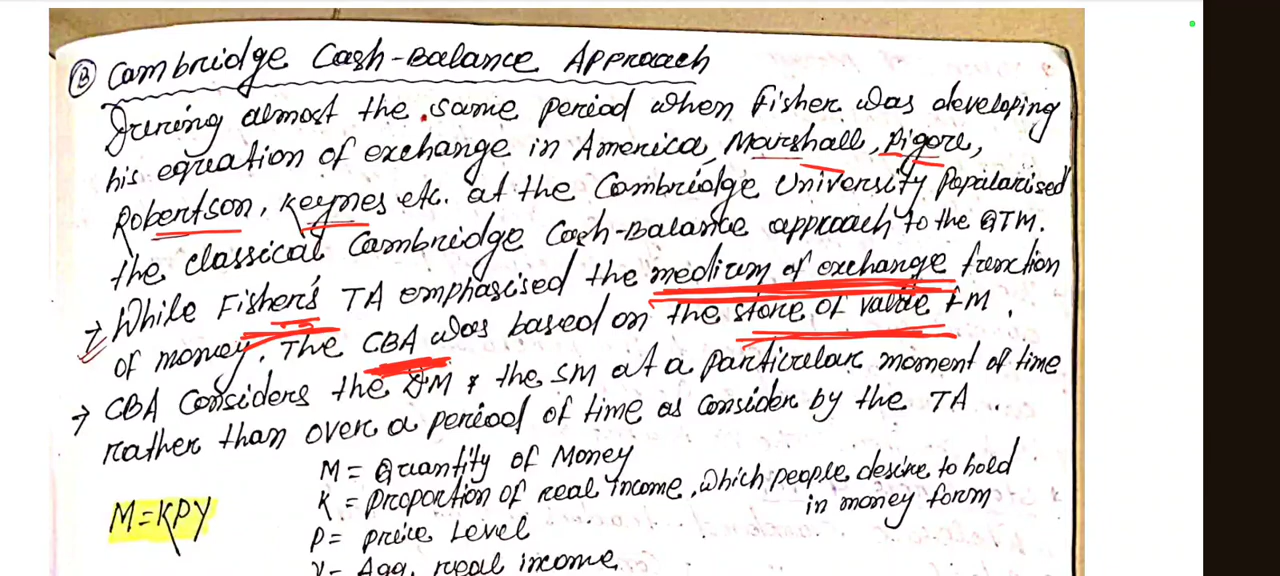 Ⓑ Cambridge Cash-Balance Approach
During almost the same period when Fisher was developing
his equation of exchange in America, Marshall, Pigore,
Robertson, Keynes etc. at the Cambridge University Popularised
the classical Cambridge Cash-Balance approach to the QTM.
→ While Fisher's TA emphasised the medium of exchange function
of money. The CBA was based on the store of value FM.
→ CBA Considers the DM & the SM at a particular moment of time
rather than over a period of time as consider by the TA.
M = Quantity of Money
K = Proportion of real Income, which people desire to hold
in money form
M=KPY
P = Price Level
Y- Agg. real income